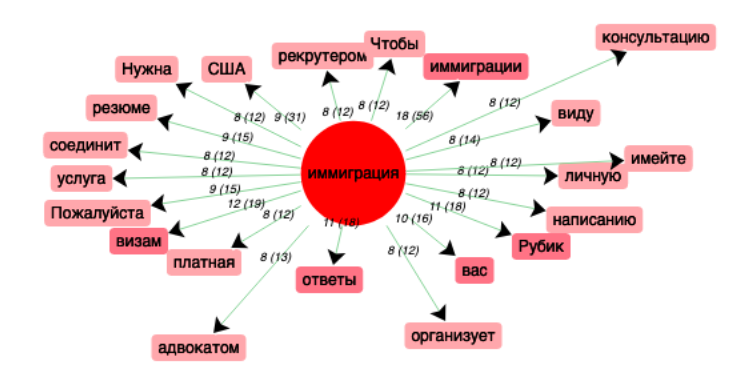 консультацию
Чтобы
рекрутером
Нужна
США
иммиграции
8 (12)
резюме
8 (12)
9 (31)
8 (12)
8 (12)
18 (56)
виду
соединит
9 (15)
8 (14)
имейте
услуга
8 (12)
8 (12)
иммиграция
8 (12)
8 (12)
личную
Пожалуйста
9 (15)
8 (12)
написанию
визам
12 (19)
8 (12)
11 (18)
10 (16)
11 (18)
Рубик
платная
8 (13)
ответы
8 (12)
вас
адвокатом
организует